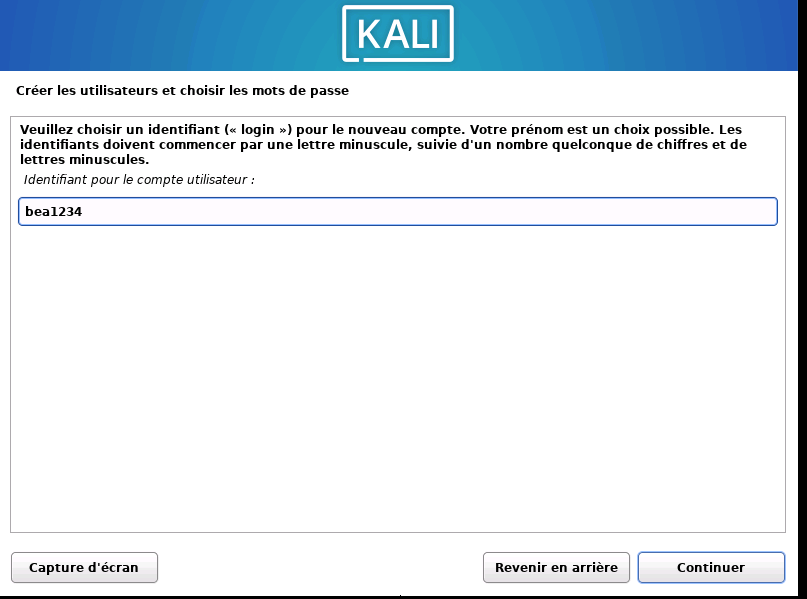 KALI
Créer les utilisateurs et choisir les mots de passe
Veuillez choisir un identifiant (« login ») pour le nouveau compte. Votre prénom est un choix possible. Les
identifiants doivent commencer par une lettre minuscule, suivie d'un nombre quelconque de chiffres et de
lettres minuscules.
Identifiant pour le compte utilisateur :
bea1234
Capture d'écran
Revenir en arrière
Continuer